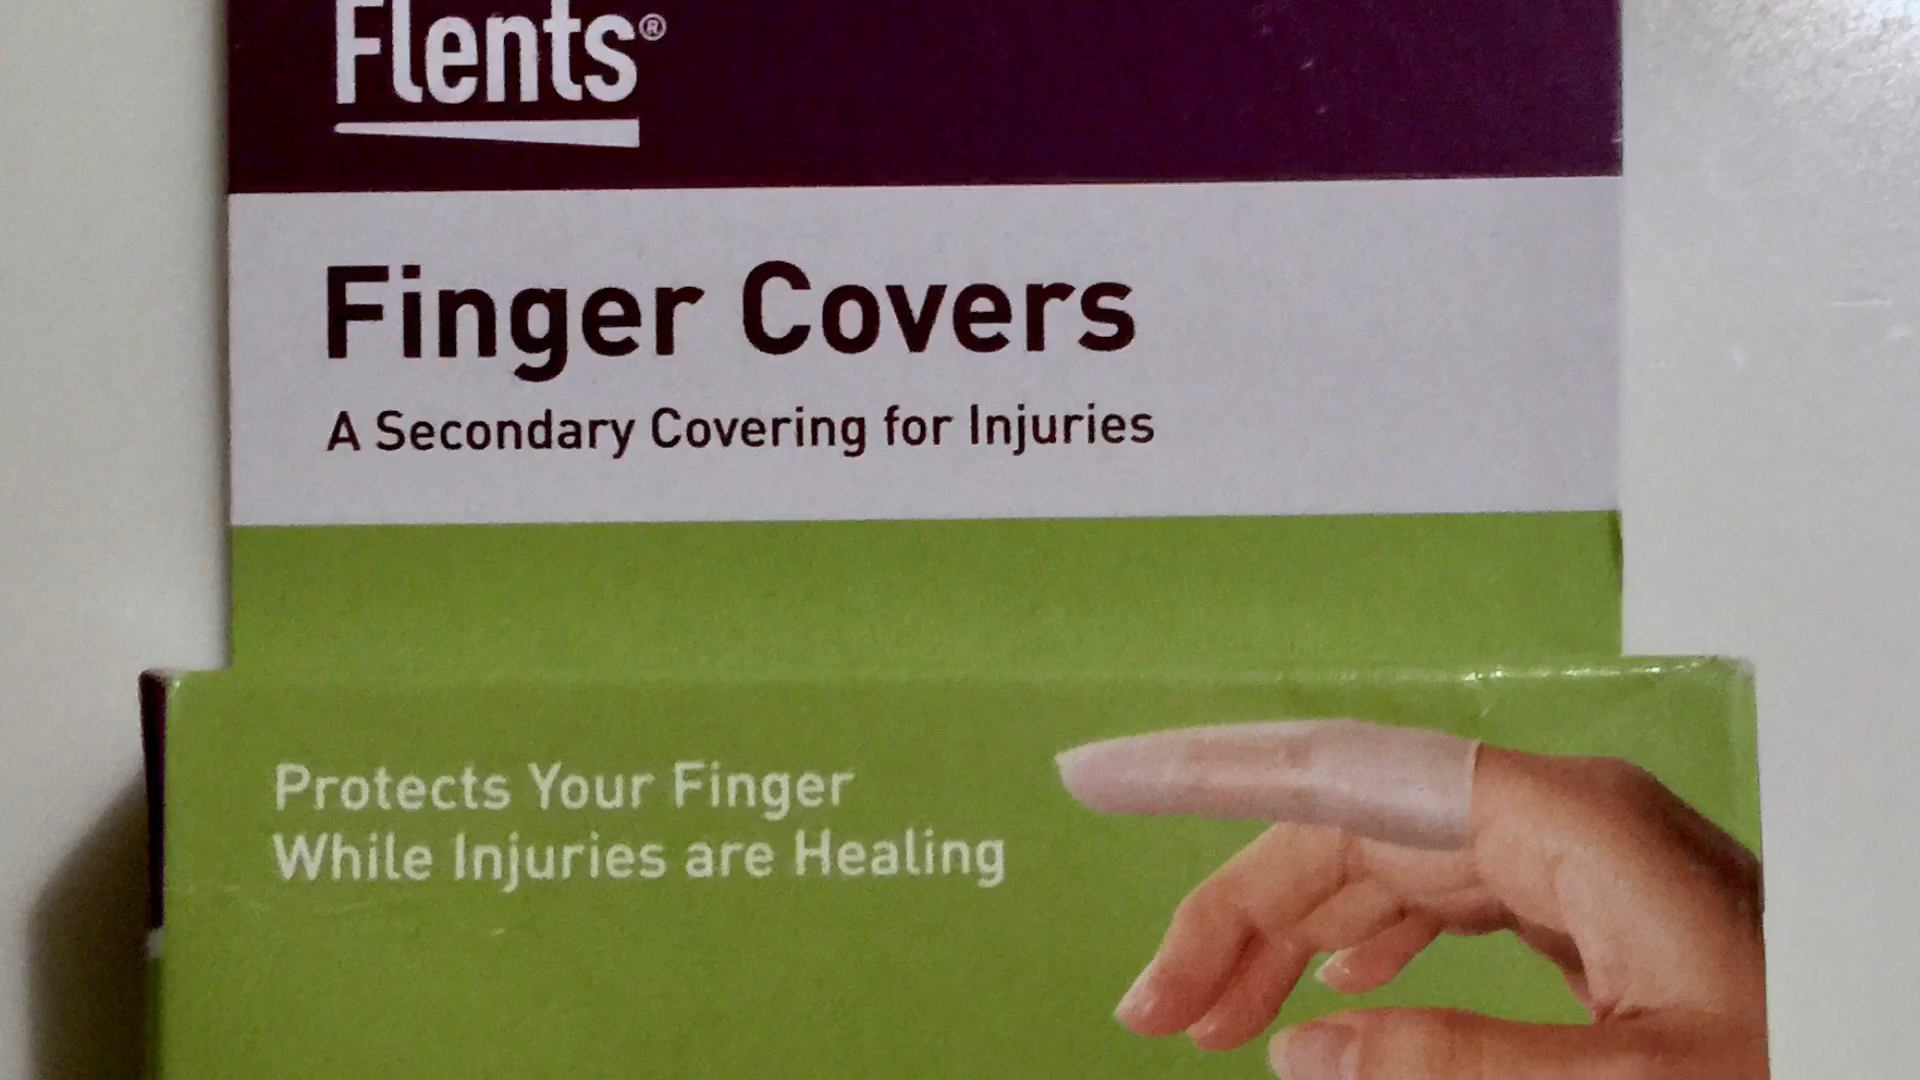 Flents®
Finger Covers
A Secondary Covering for Injuries
Protects Your Finger
While Injuries are Healing